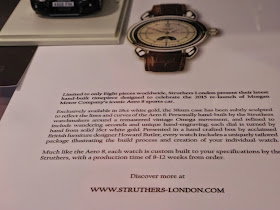 Limited to only eight pieces worldwide, Struthers London present their brave
hand-built timepiece designed to celebrate the 2015 re-launch of Morgan
Motor Company's iconic Aero 8 sports car.
Exclusively available in 18ct white gold, the 36mm case has been subtly sculpted
to reflect the lines and curves of the Aero 8. Personally hand-built by the Struthers
watchmakers around a restored vintage Omega movement, and refined to
include wandering seconds and unique hand-engraving, each dial is turned by
hand from solid 18ct white gold. Presented in a hand crafted box by acclaimed
British furniture designer Howard Butler, every watch includes a uniquely tailored
package illustrating the build process and creation of your individual watch.
Much like the Aero 8, each watch is custom built to your specifications by the
Struthers, with a production time of 8-12 weeks from order.
Discover more at
WWW.STRUTHERS-LONDON.COM